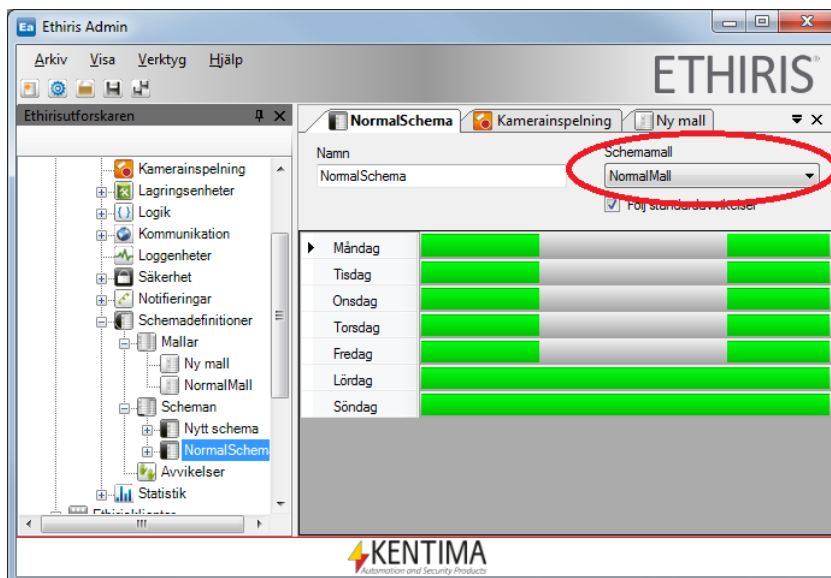 Ethiris Admin
Arkiv Visa Verktyg Hjälp
ETHIRIS
Ethirisutforskaren
Kamerainspelning
Lagringsenheter
Logik
Kommunikation
Loggenheter
Säkerhet
Notifieringar
Schemadefinitioner
Mallar
Ny mall
NormalMall
Scheman
Nytt schema
NormalSchem
Avvikelser
Statistik
NormalSchema Kamerainspelning Ny mall
Namn
NormalSchema
Schemamall
NormalMall
Följ standardavvikelser
Måndag
Tisdag
Onsdag
Torsdag
Fredag
Lördag
Söndag
KENTIMA
Automation and Security Products